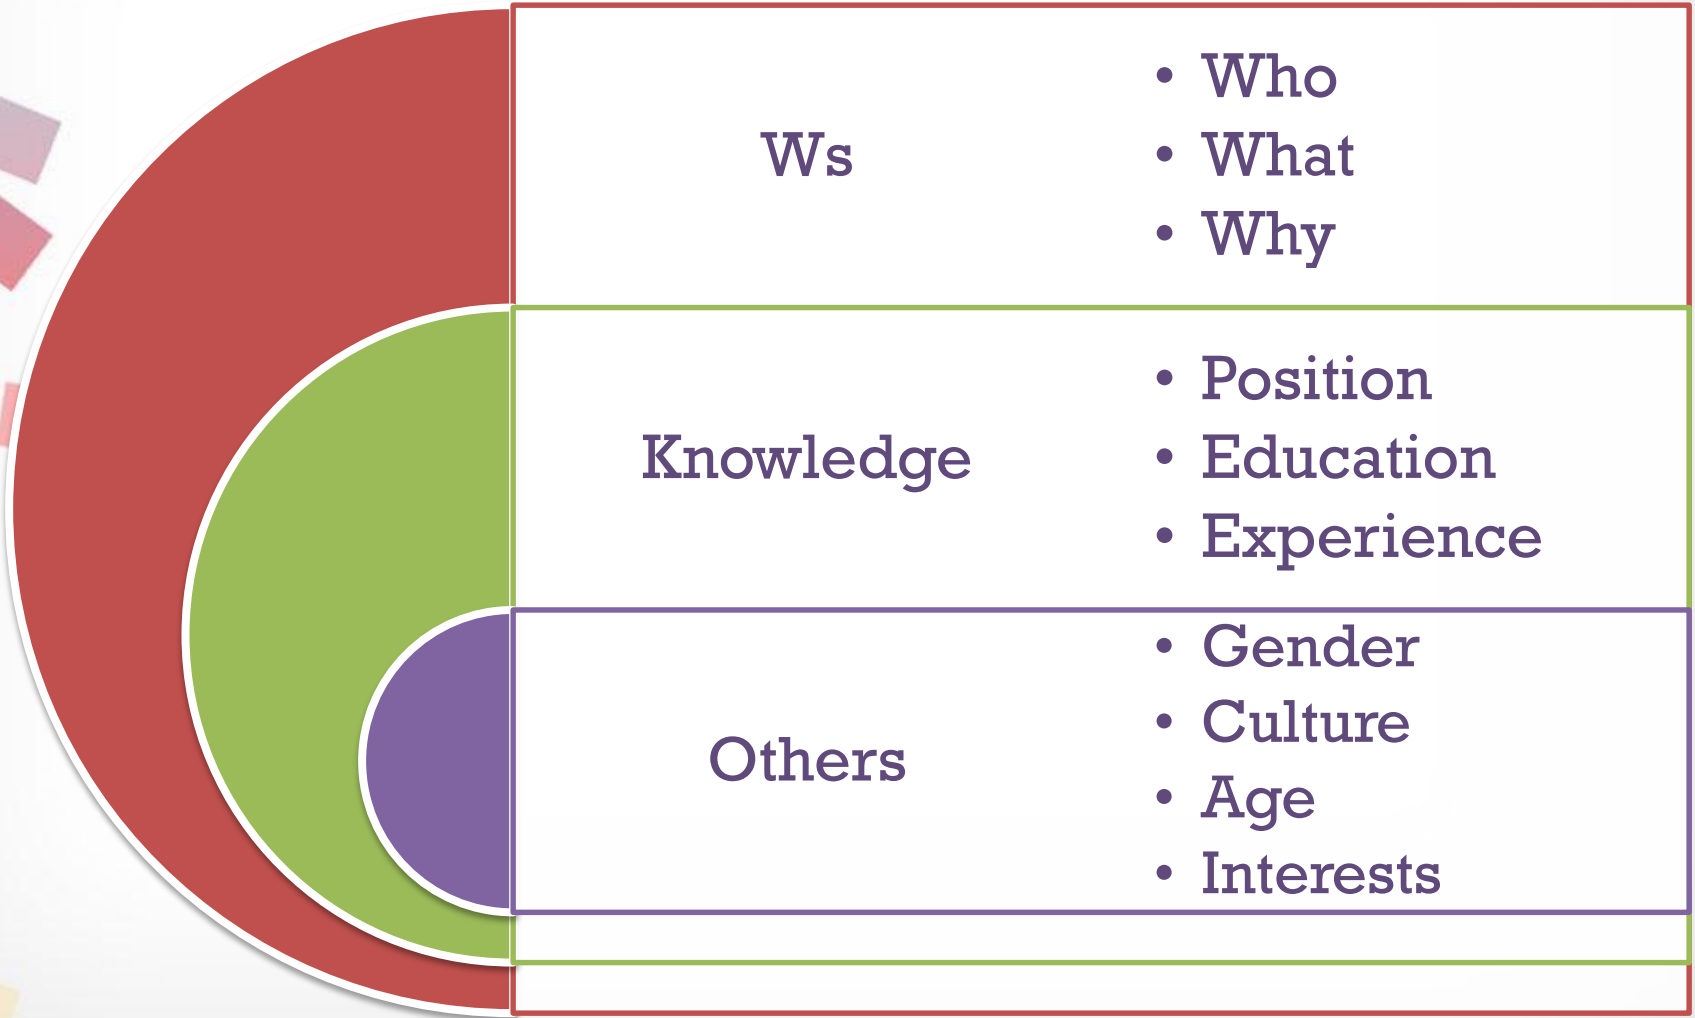 Ws
• Who
• What
• Why
Knowledge
• Position
• Education
• Experience
Others
• Gender
• Culture
• Age
• Interests